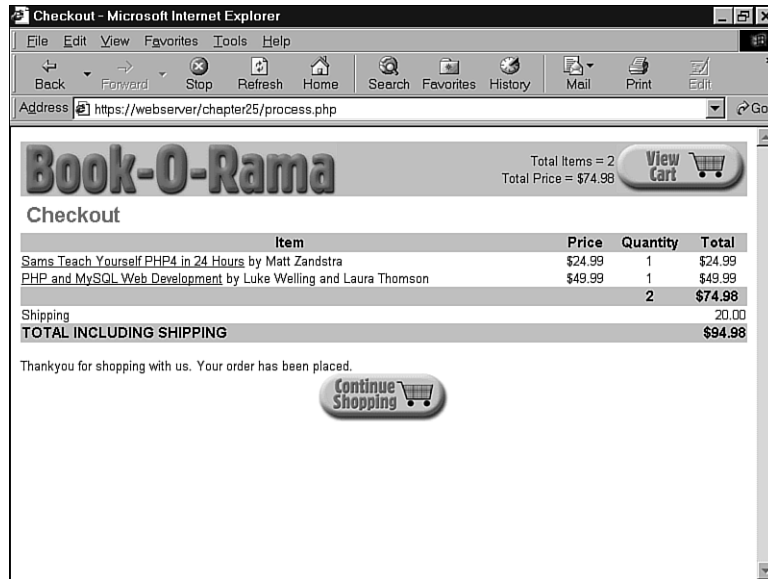 Checkout - Microsoft Internet Explorer
File Edit View Favorites Tools Help
Back Forward Stop Refresh Home Search Favorites History Mail Print Edit
Address https://webserver/chapter25/process.php Go
Book-O-Rama
Total Items = 2
Total Price = $74.98
View
Cart
Checkout
Item Price Quantity Total
Sams Teach Yourself PHP4 in 24 Hours by Matt Zandstra $24.99 1 $24.99
PHP and MySQL Web Development by Luke Welling and Laura Thomson $49.99 1 $49.99
2 $74.98
Shipping 20.00
TOTAL INCLUDING SHIPPING $94.98
Thankyou for shopping with us. Your order has been placed.
Continue
Shopping